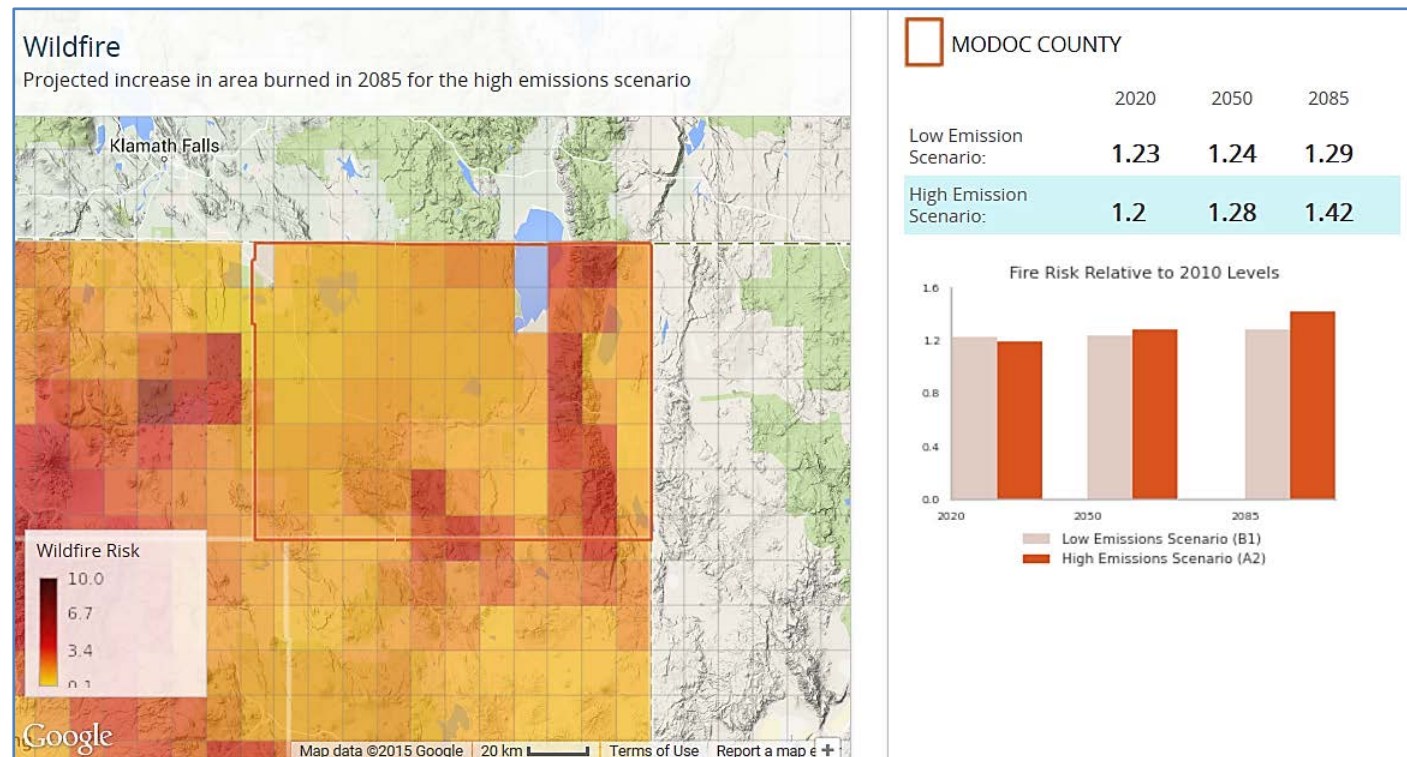 Wildfire
Projected increase in area burned in 2085 for the high emissions scenario
Klamath Falls
Wildfire Risk
10.0
6.7
3.4
0.1
Google
Map data ©2015 Google
20 km
Terms of Use
Report a map e
+
MODOC COUNTY
2020 2050 2085
Low Emission
Scenario: 1.23 1.24 1.29
High Emission
Scenario: 1.2 1.28 1.42
Fire Risk Relative to 2010 Levels
1.6
1.2
0.8
0.4
0.0
2020 2050 2085
Low Emissions Scenario (B1)
High Emissions Scenario (A2)